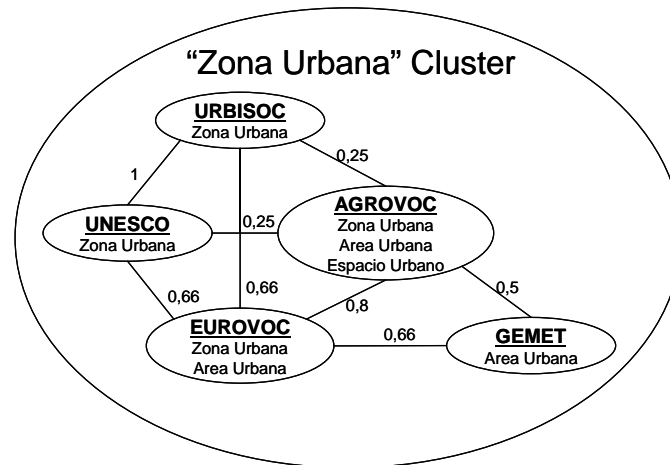 “Zona Urbana” Cluster
URBISOC
Zona Urbana
0,25
1
AGROVOC
Zona Urbana
Area Urbana
Espacio Urbano
UNESCO
Zona Urbana
0,25
0,66
0,66
0,8
0,5
EUROVOC
Zona Urbana
Area Urbana
0,66
GEMET
Area Urbana